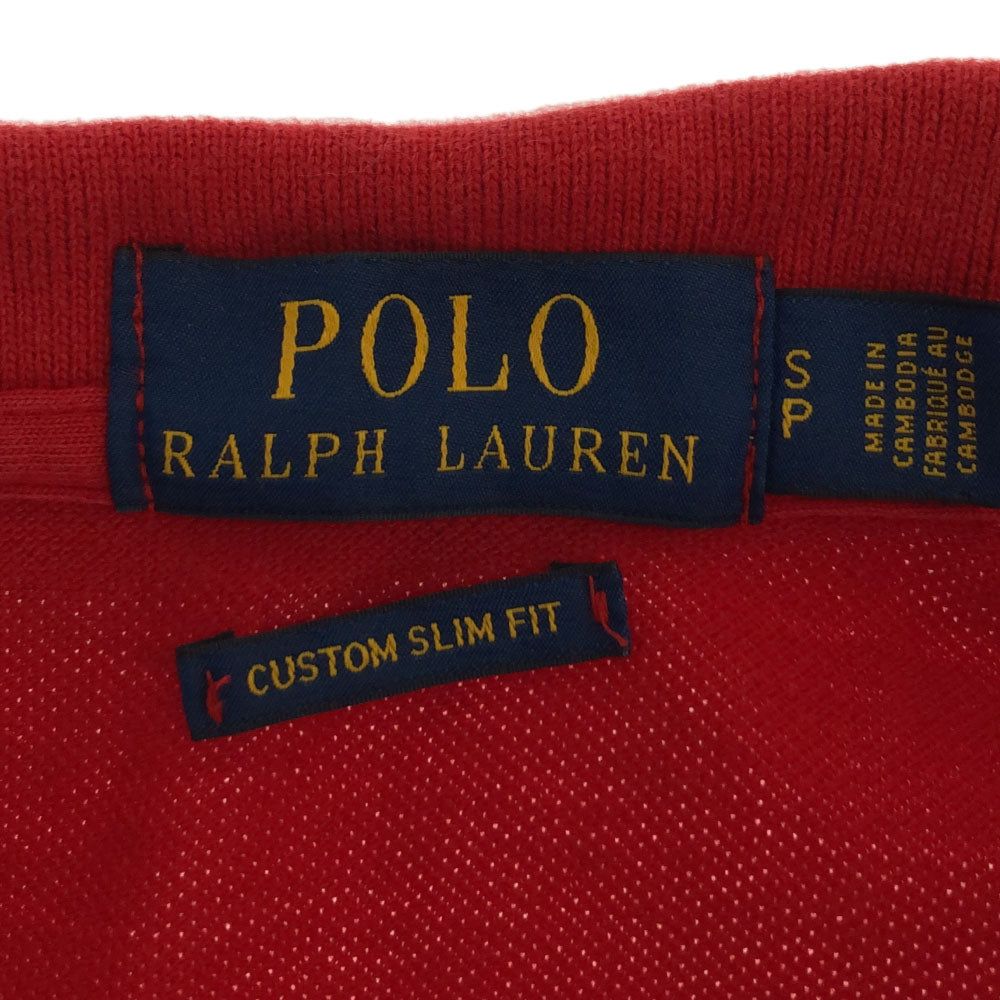 POLO
RALPH LAUREN
S
P
MADE IN
CAMBODIA
FABRIQUÉ AU
CAMBODGE
CUSTOM SLIM FIT